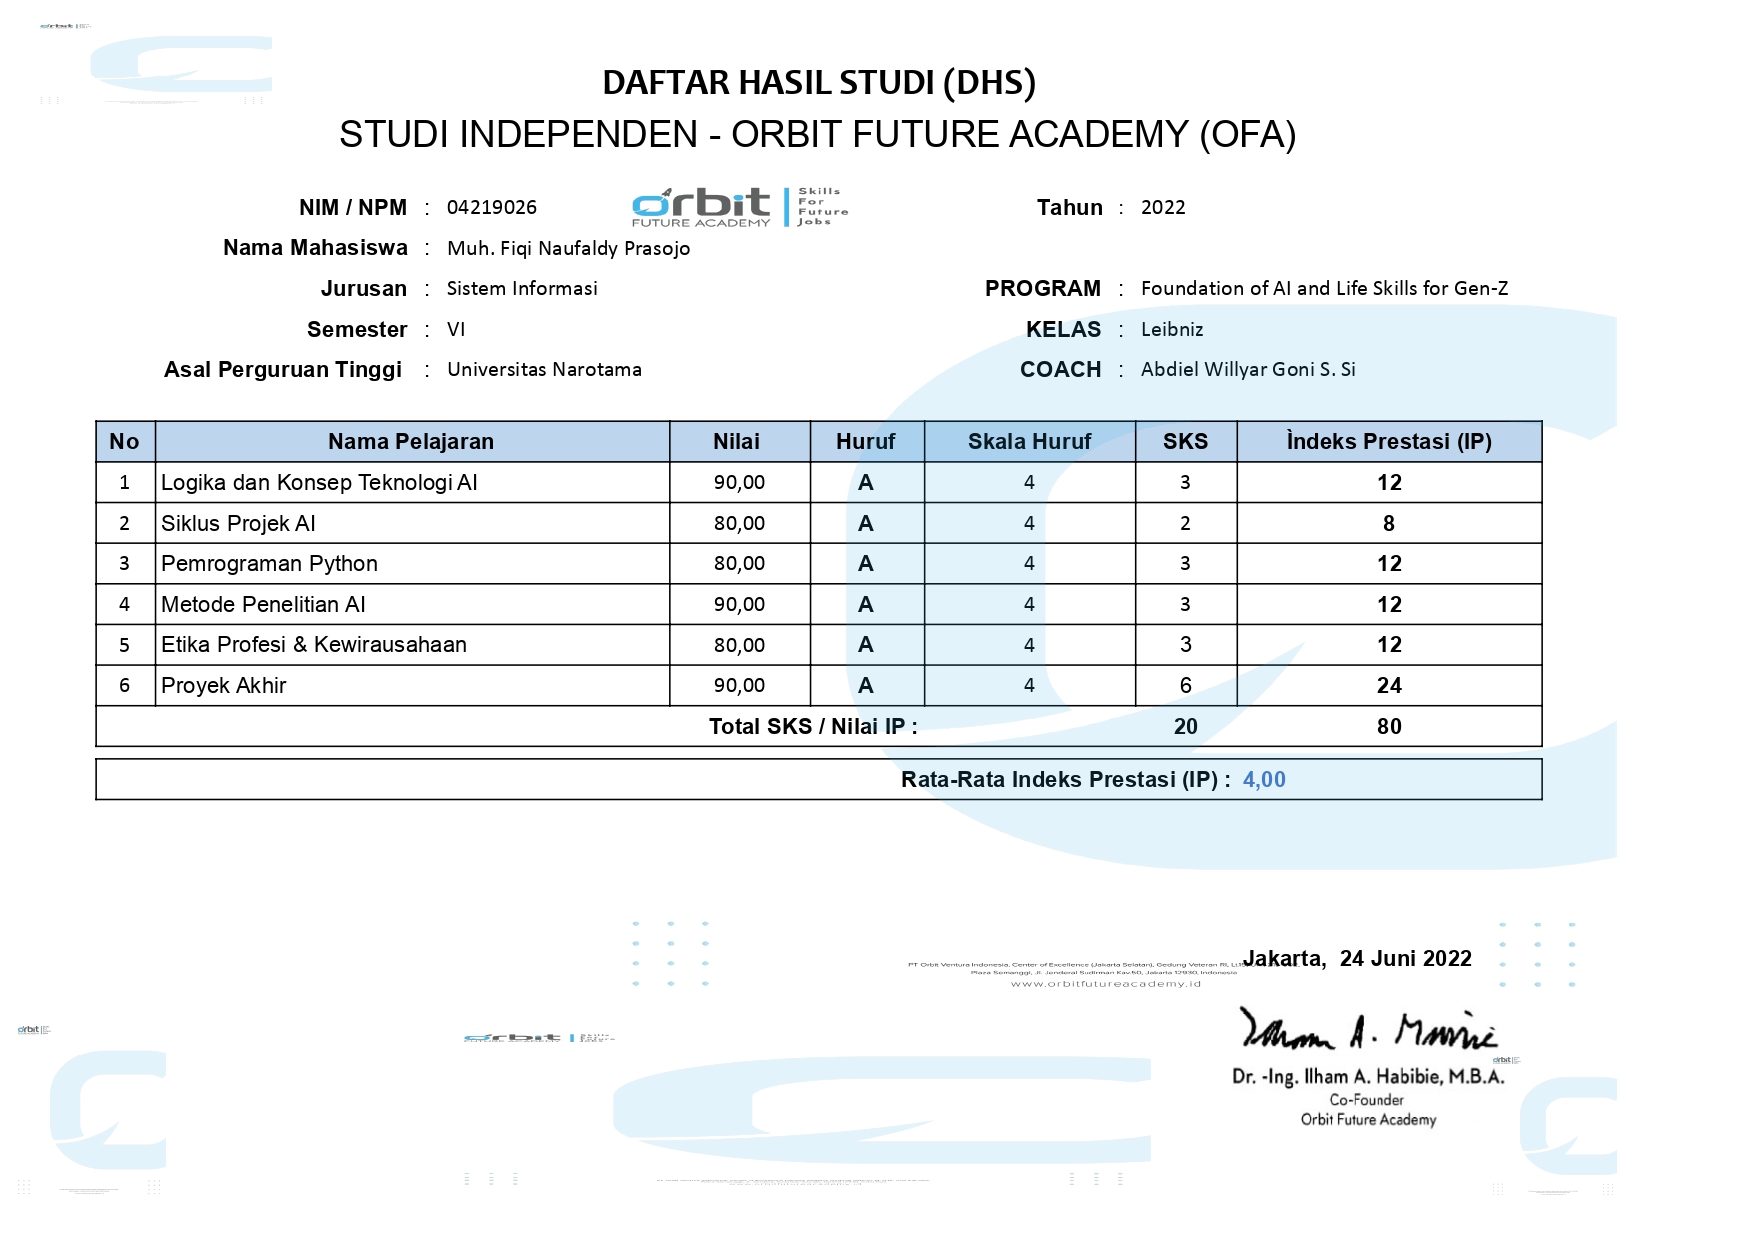 DAFTAR HASIL STUDI (DHS)
STUDI INDEPENDEN - ORBIT FUTURE ACADEMY (OFA)
orbit FUTURE ACADEMY Skills For Future Jobs
NIM / NPM : 04219026
Tahun : 2022
Nama Mahasiswa : Muh. Fiqi Naufaldy Prasojo
Jurusan : Sistem Informasi
PROGRAM : Foundation of AI and Life Skills for Gen-Z
Semester : VI
KELAS : Leibniz
Asal Perguruan Tinggi : Universitas Narotama
COACH : Abdiel Willyar Goni S. Si
No Nama Pelajaran Nilai Huruf Skala Huruf SKS Ìndeks Prestasi (IP)
1 Logika dan Konsep Teknologi AI 90,00 A 4 3 12
2 Siklus Projek AI 80,00 A 4 2 8
3 Pemrograman Python 80,00 A 4 3 12
4 Metode Penelitian AI 90,00 A 4 3 12
5 Etika Profesi & Kewirausahaan 80,00 A 4 3 12
6 Proyek Akhir 90,00 A 4 6 24
Total SKS / Nilai IP : 20 80
Rata-Rata Indeks Prestasi (IP) : 4,00
Jakarta, 24 Juni 2022
PT Orbit Ventura Indonesia, Center of Excellence (Jakarta Selatan), Gedung Veteran RI,
Plaza Semanggi, Jl. Jenderal Sudirman Kav.50, Jakarta 12930, Indonesia
www.orbitfutureacademy.id
orbit
orbit
orbit
orbit
Dr. -Ing. Ilham A. Habibie, M.B.A.
Co-Founder
Orbit Future Academy